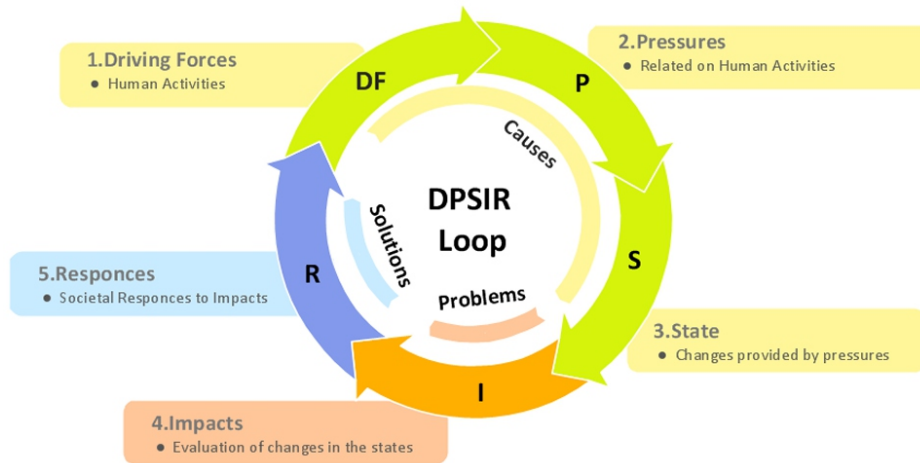 1.Driving Forces
● Human Activities
2.Pressures
● Related on Human Activities
DF
P
Causes
DPSIR
Loop
Solutions
Problems
R
S
I
5.Responces
● Societal Responces to Impacts
3.State
● Changes provided by pressures
4.Impacts
● Evaluation of changes in the states